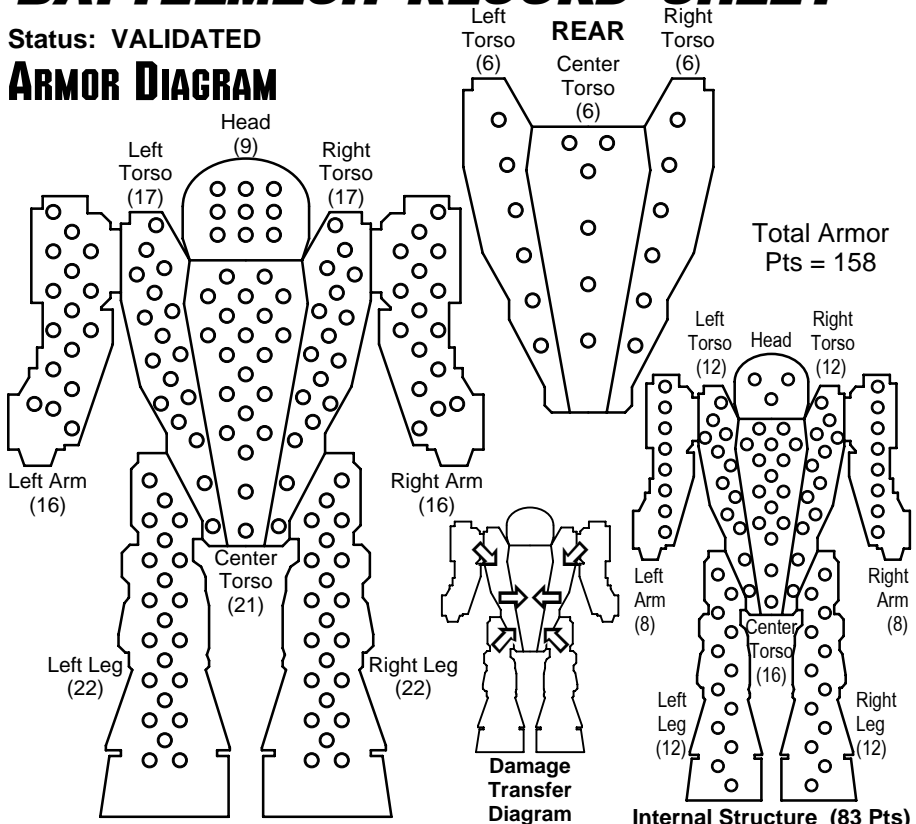 BATTLEMECH RECORD SHEET
Status: VALIDATED
ARMOR DIAGRAM
Left
Torso
(6)
REAR
Center
Torso
(6)
Right
Torso
(6)
Head
(9)
Left
Torso
(17)
Right
Torso
(17)
Total Armor
Pts = 158
Left Arm
(16)
Right Arm
(16)
Center
Torso
(21)
Left Leg
(22)
Right Leg
(22)
Damage
Transfer
Diagram
Left
Torso
(12)
Head
Right
Torso
(12)
Left
Arm
(8)
Right
Arm
(8)
Center
Torso
(16)
Left
Leg
(12)
Right
Leg
(12)
Internal Structure (83 Pts)